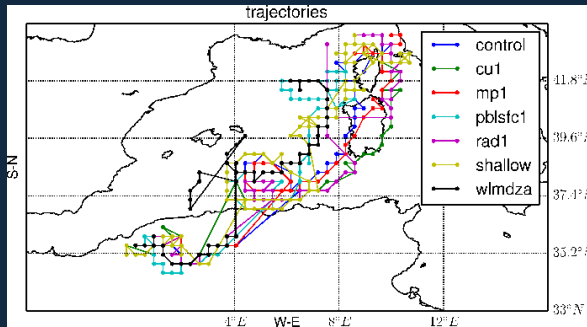 trajectories
control
cu1
mp1
pblsfc1
rad1
shallow
wlmdza
S-N
41.8°N
39.6°N
37.4°N
35.2°N
33°N
4°E
8°E
12°E
W-E